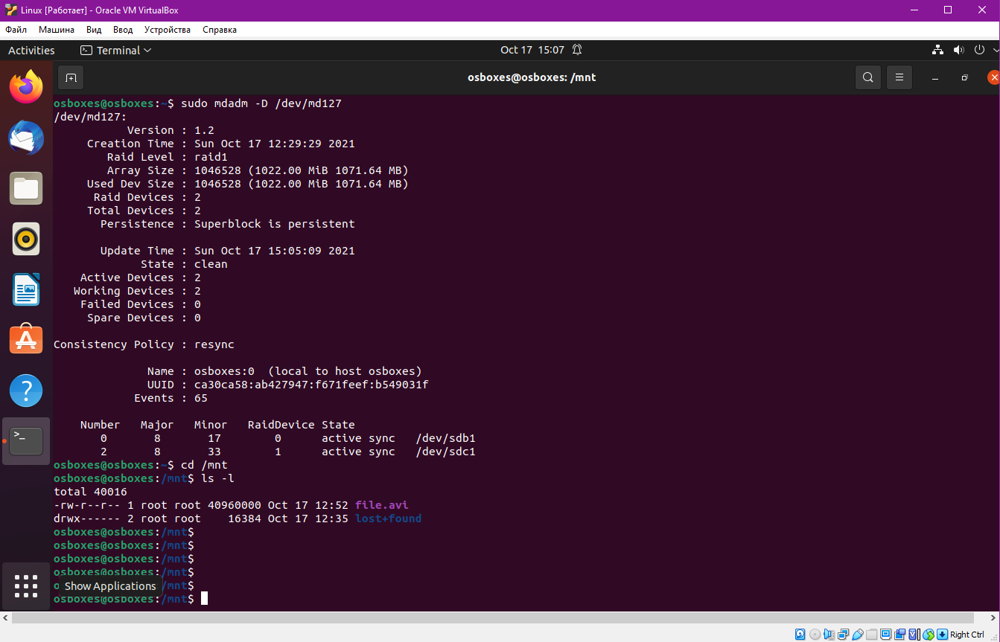 Linux [Работает] - Oracle VM VirtualBox
Файл Машина Вид Ввод Устройства Справка
Activities Terminal Oct 17 15:07
osboxes@osboxes: /mnt
osboxes@osboxes:~$ sudo mdadm -D /dev/md127
/dev/md127:
Version : 1.2
Creation Time : Sun Oct 17 12:29:29 2021
Raid Level : raid1
Array Size : 1046528 (1022.00 MiB 1071.64 MB)
Used Dev Size : 1046528 (1022.00 MiB 1071.64 MB)
Raid Devices : 2
Total Devices : 2
Persistence : Superblock is persistent
Update Time : Sun Oct 17 15:05:09 2021
State : clean
Active Devices : 2
Working Devices : 2
Failed Devices : 0
Spare Devices : 0
Consistency Policy : resync
Name : osboxes:0  (local to host osboxes)
UUID : ca30ca58:ab427947:f671feef:b549031f
Events : 65
Number Major Minor RaidDevice State
0 8 17 0 active sync /dev/sdb1
2 8 33 1 active sync /dev/sdc1
osboxes@osboxes:~$ cd /mnt
osboxes@osboxes:/mnt$ ls -l
total 40016
-rw-r--r-- 1 root root 40960000 Oct 17 12:52 file.avi
drwx------ 2 root root 16384 Oct 17 12:35 lost+found
osboxes@osboxes:/mnt$
osboxes@osboxes:/mnt$
osboxes@osboxes:/mnt$
osboxes@osboxes:/mnt$
Show Applications /mnt$
osboxes@osboxes:/mnt$
Right Ctrl